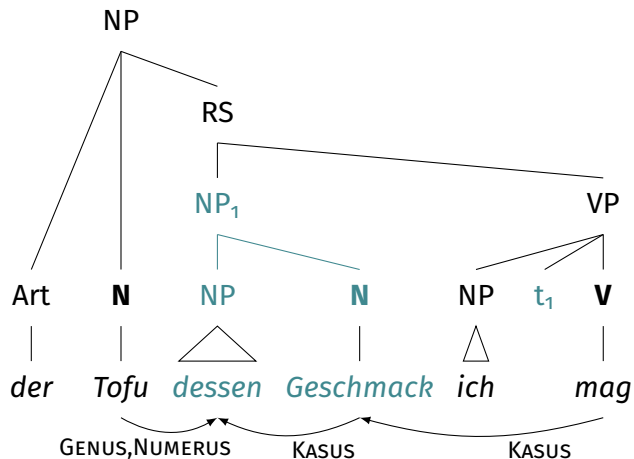 NP
RS
NP₁ VP
Art N NP N NP t₁ V
der Tofu dessen Geschmack ich mag
GENUS,NUMERUS KASUS KASUS